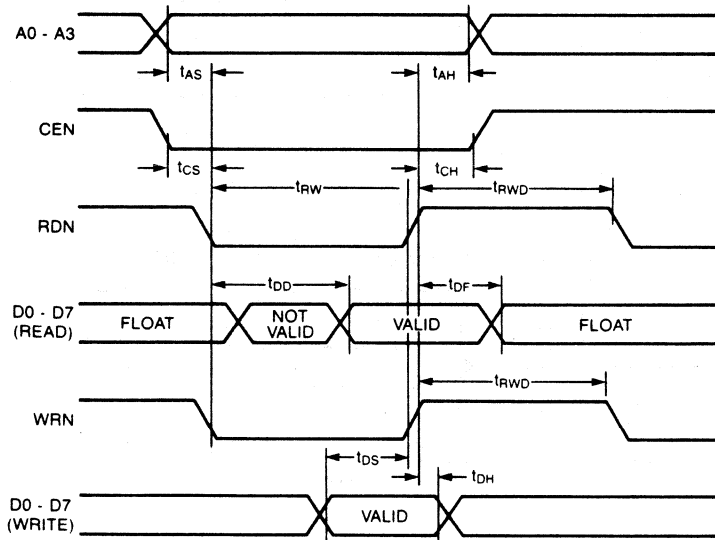 A0 - A3
tAS
tAH
CEN
tCS
tCH
tRW
tRWD
RDN
tDD
tDF
D0 - D7
(READ)
FLOAT
NOT
VALID
VALID
FLOAT
tRWD
WRN
tDS
tDH
D0 - D7
(WRITE)
VALID